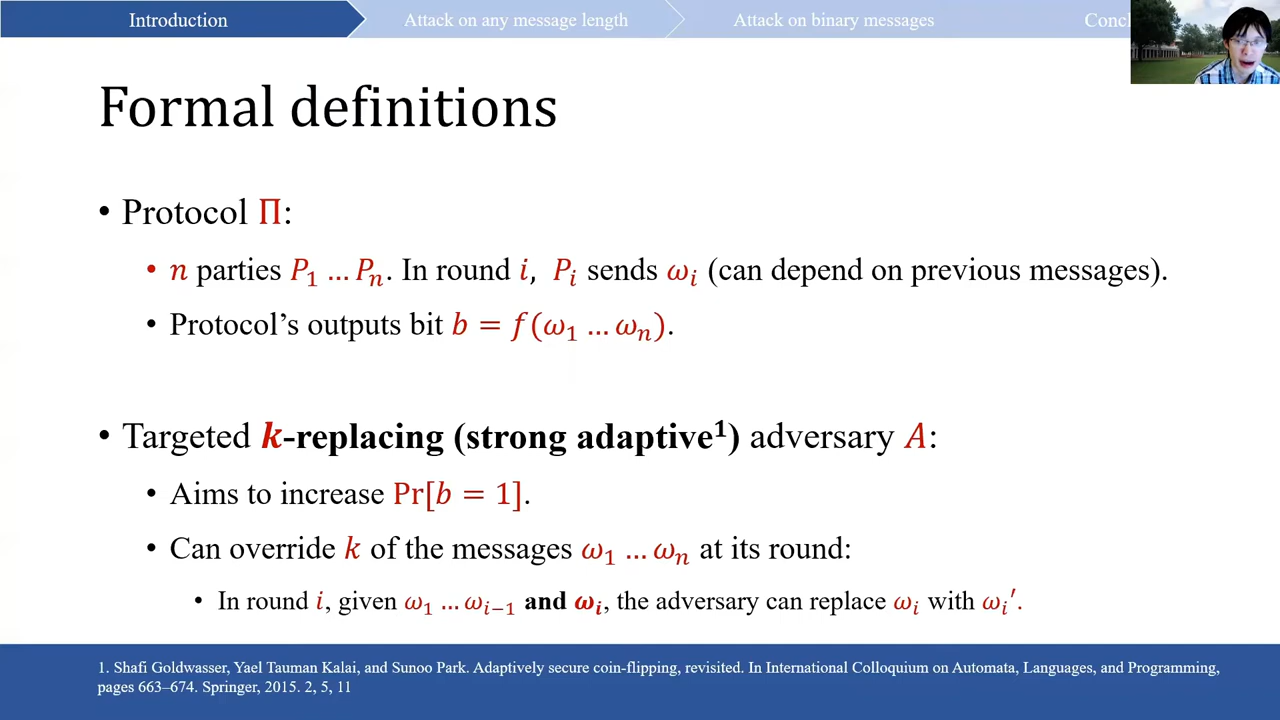 Introduction
Attack on any message length
Attack on binary messages
Formal definitions
• Protocol Π:
• n parties P₁ … Pₙ. In round i, Pᵢ sends ωᵢ (can depend on previous messages).
• Protocol's outputs bit b = f(ω₁ … ωₙ).
• Targeted k-replacing (strong adaptive¹) adversary A:
• Aims to increase Pr[b = 1].
• Can override k of the messages ω₁ … ωₙ at its round:
• In round i, given ω₁ … ωᵢ₋₁ and ωᵢ, the adversary can replace ωᵢ with ωᵢ′.
1. Shafi Goldwasser, Yael Tauman Kalai, and Sunoo Park. Adaptively secure coin-flipping, revisited. In International Colloquium on Automata, Languages, and Programming,
pages 663–674. Springer, 2015. 2, 5, 11